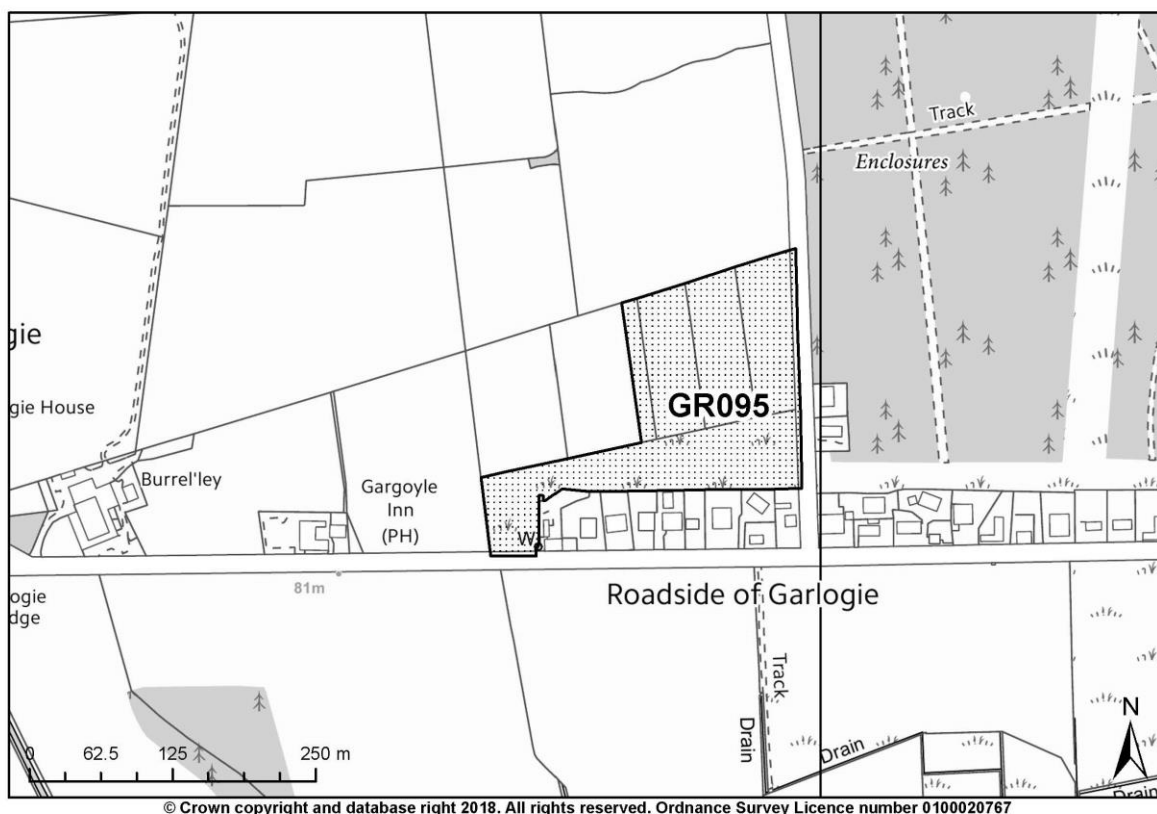 Track
Enclosures
gie
gie House
Burrel'ley
Gargoyle
Inn
(PH)
GR095
W
81m
Roadside of Garlogie
ogie
dge
Track
Drain
Drain
Drain
N
0 62.5 125 250 m
© Crown copyright and database right 2018. All rights reserved. Ordnance Survey Licence number 0100020767